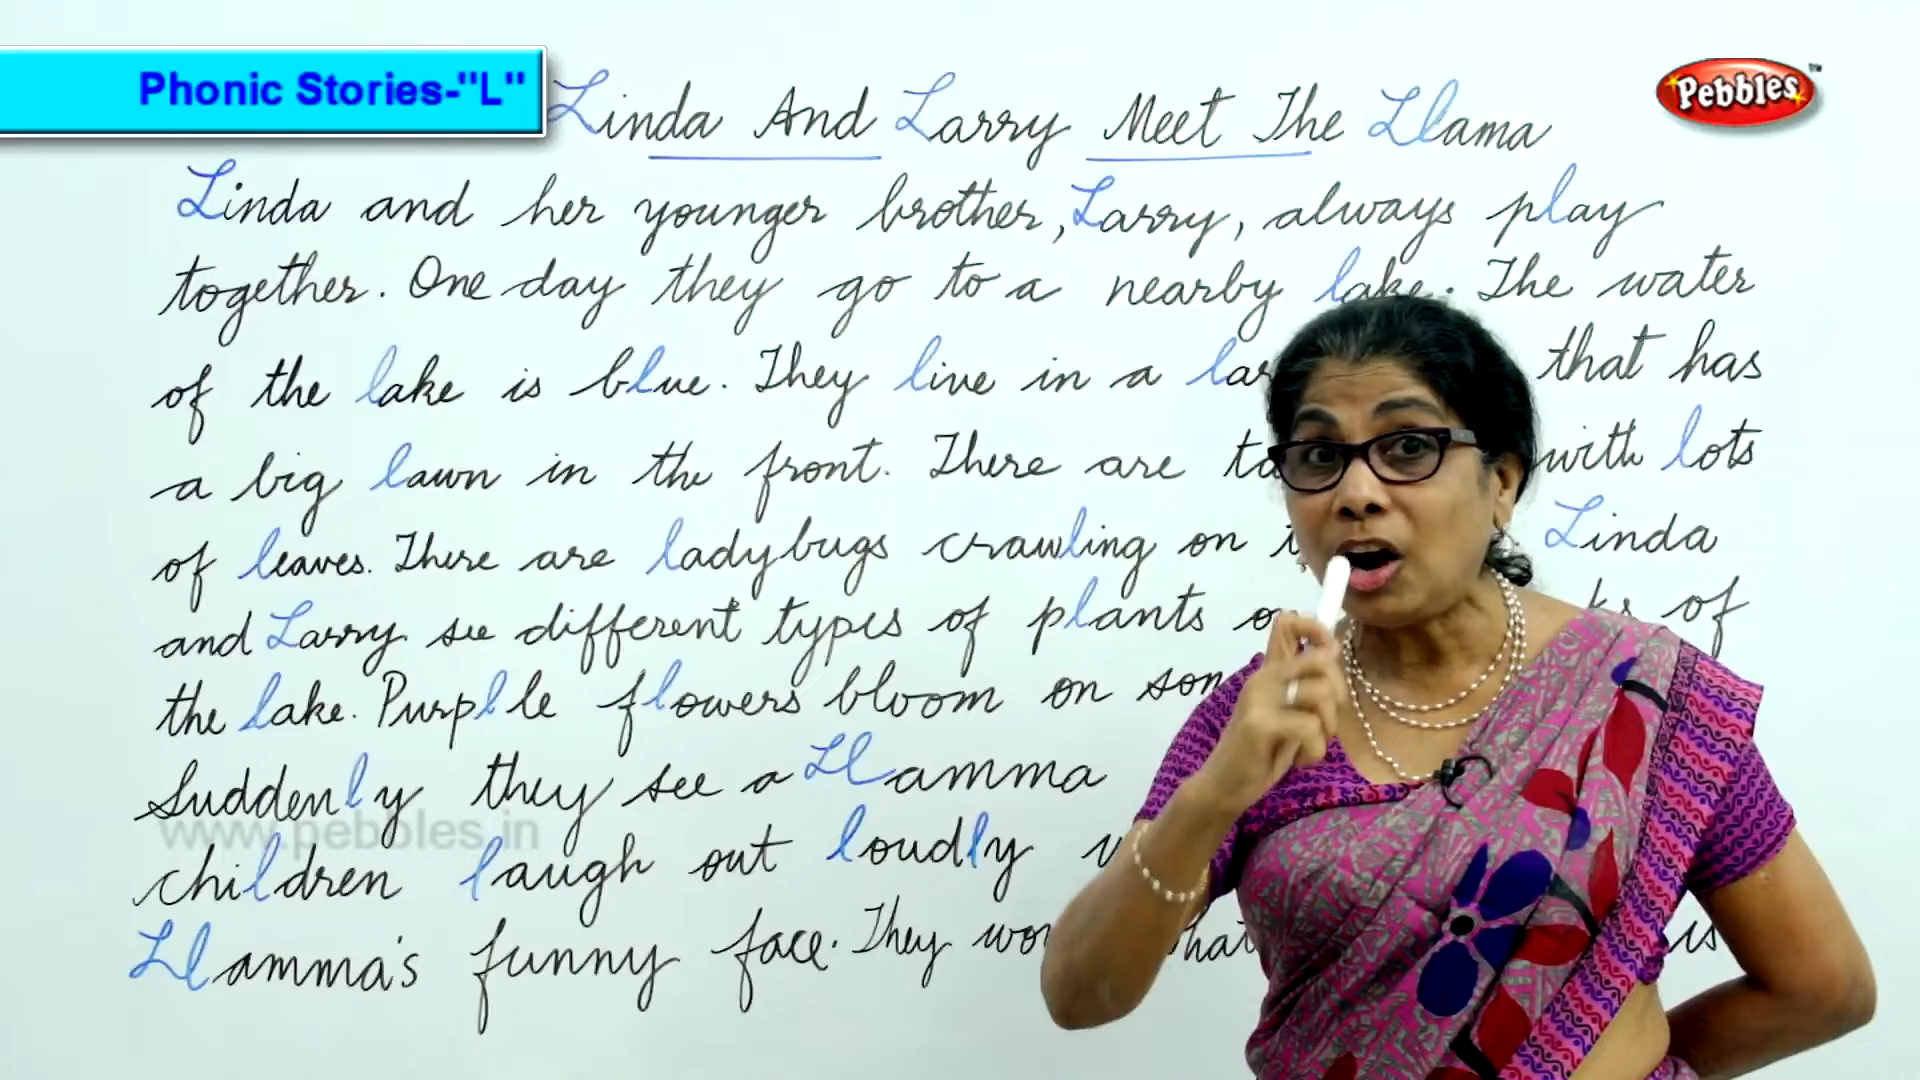 Phonic Stories-"L"
Pebbles™
Linda And Larry Meet The Llama
Linda and her younger brother, Larry, always play
together. One day they go to a nearby lake. The water
of the lake is blue. They live in a that has
a big lawn in the front. There are with lots
of leaves. There are ladybugs crawling on Linda
and Larry see different types of plants of
the lake. Purplle flowers bloom on
Suddenly they see a Llamma
children laugh out loudly
Llamma's funny face. They is
www.pebbles.in